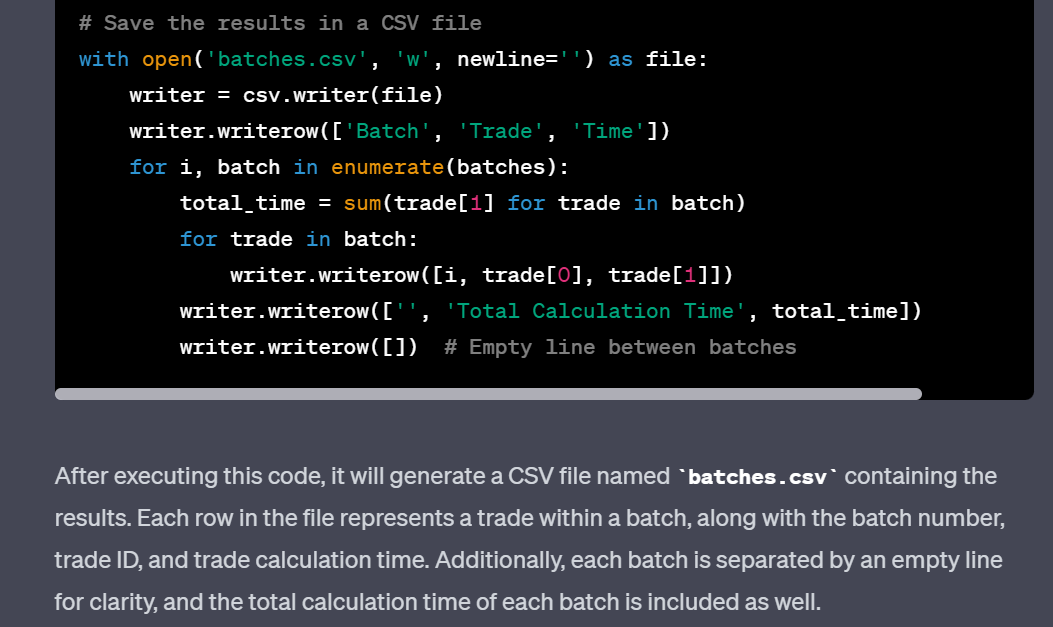 # Save the results in a CSV file
with open('batches.csv', 'w', newline='') as file:
    writer = csv.writer(file)
    writer.writerow(['Batch', 'Trade', 'Time'])
    for i, batch in enumerate(batches):
        total_time = sum(trade[1] for trade in batch)
        for trade in batch:
            writer.writerow([i, trade[0], trade[1]])
        writer.writerow(['', 'Total Calculation Time', total_time])
        writer.writerow([])  # Empty line between batches
After executing this code, it will generate a CSV file named `batches.csv` containing the
results. Each row in the file represents a trade within a batch, along with the batch number,
trade ID, and trade calculation time. Additionally, each batch is separated by an empty line
for clarity, and the total calculation time of each batch is included as well.